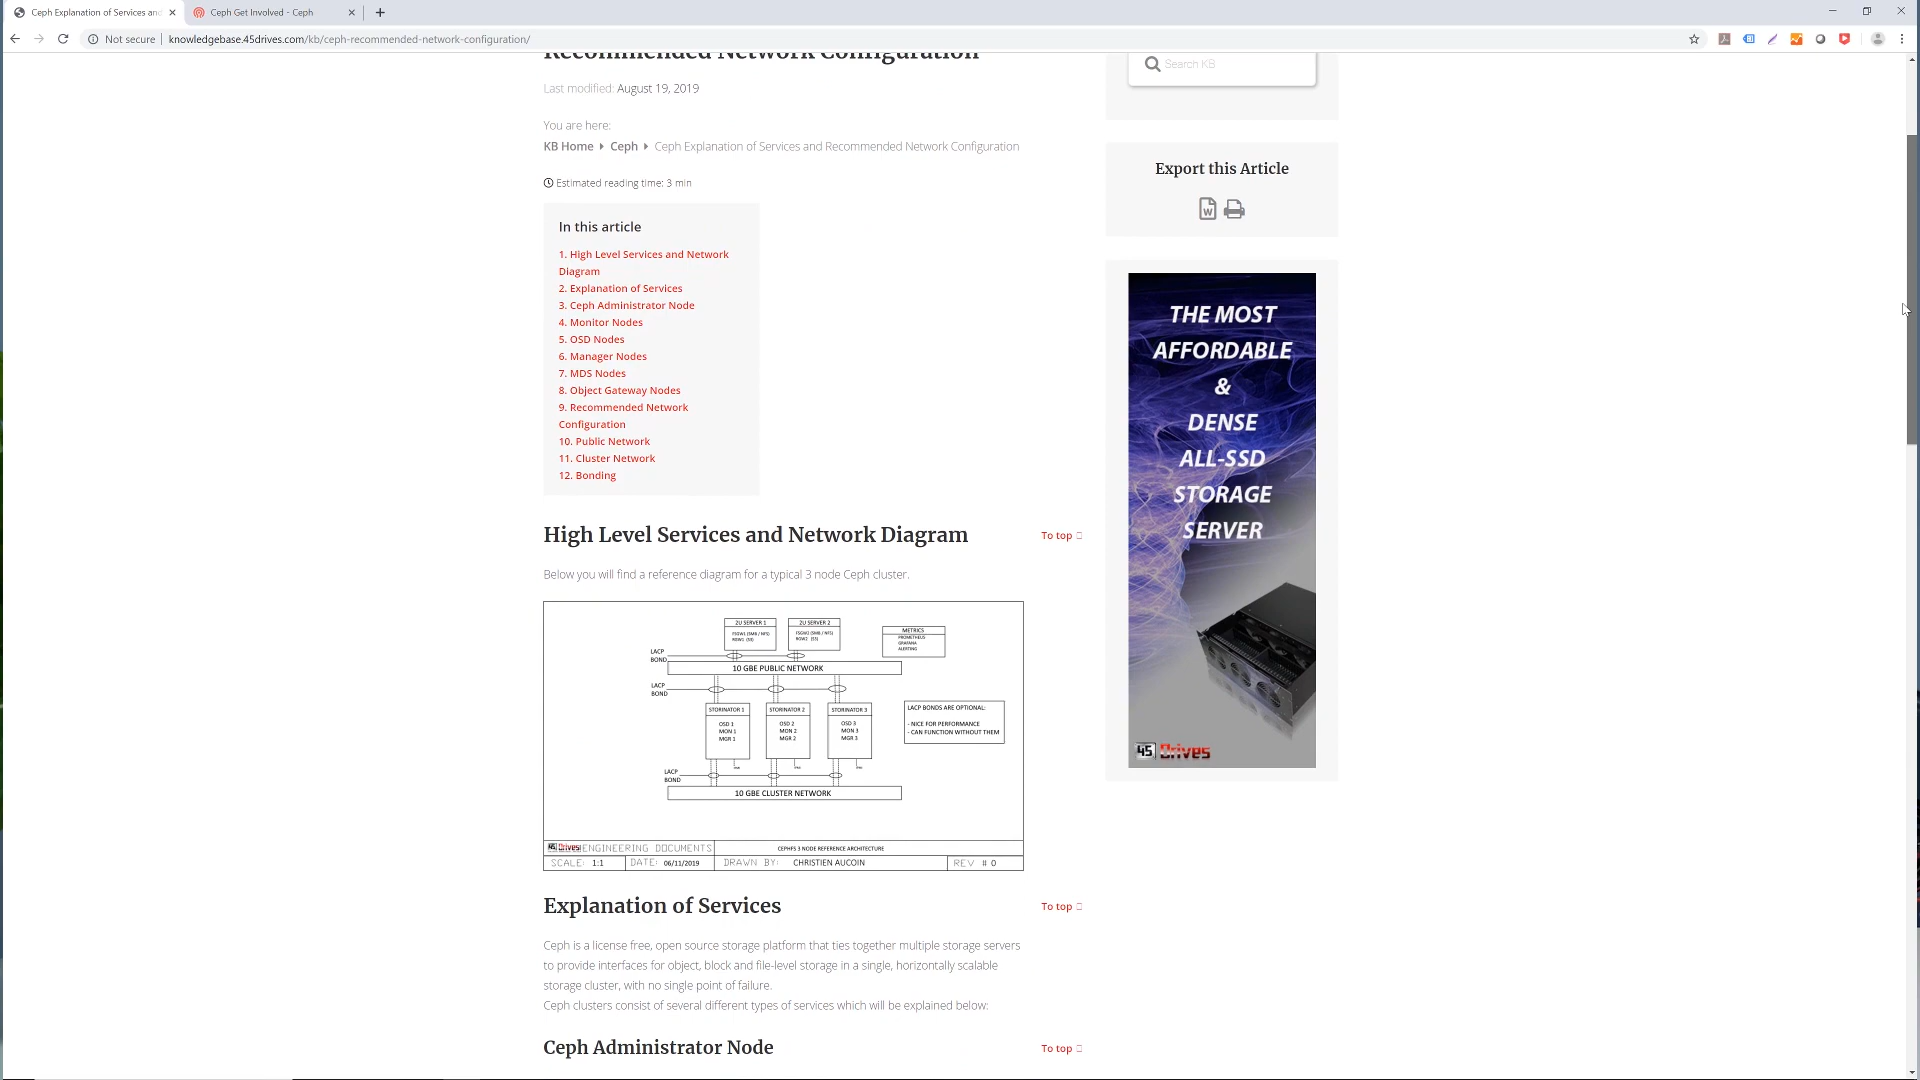 Ceph Explanation of Services and
Ceph Get Involved - Ceph
Not secure | knowledgebase.45drives.com/kb/ceph-recommended-network-configuration/
Recommended Network Configuration
Last modified: August 19, 2019
You are here:
KB Home Ceph Ceph Explanation of Services and Recommended Network Configuration
Estimated reading time: 3 min
In this article
1. High Level Services and Network
Diagram
2. Explanation of Services
3. Ceph Administrator Node
4. Monitor Nodes
5. OSD Nodes
6. Manager Nodes
7. MDS Nodes
8. Object Gateway Nodes
9. Recommended Network
Configuration
10. Public Network
11. Cluster Network
12. Bonding
High Level Services and Network Diagram
To top
Below you will find a reference diagram for a typical 3 node Ceph cluster.
2U SERVER 1
FSGW1 (SMB / NFS)
RGW1 (S3)
2U SERVER 2
FSGW2 (SMB / NFS)
RGW2 (S3)
METRICS
PROMETHEUS
GRAFANA
ALERTING
LACP
BOND
10 GBE PUBLIC NETWORK
LACP
BOND
STORINATOR 1
OSD 1
MON 1
MGR 1
STORINATOR 2
OSD 2
MON 2
MGR 2
STORINATOR 3
OSD 3
MON 3
MGR 3
LACP BONDS ARE OPTIONAL:
- NICE FOR PERFORMANCE
- CAN FUNCTION WITHOUT THEM
LACP
BOND
10 GBE CLUSTER NETWORK
45 Drives ENGINEERING DOCUMENTS
CEPHFS 3 NODE REFERENCE ARCHITECTURE
SCALE: 1:1
DATE: 06/11/2019
DRAWN BY: CHRISTIEN AUCOIN
REV # 0
Explanation of Services
To top
Ceph is a license free, open source storage platform that ties together multiple storage servers
to provide interfaces for object, block and file-level storage in a single, horizontally scalable
storage cluster, with no single point of failure.
Ceph clusters consist of several different types of services which will be explained below:
Ceph Administrator Node
To top
Search KB
Export this Article
W
THE MOST
AFFORDABLE
&
DENSE
ALL-SSD
STORAGE
SERVER
45 Drives